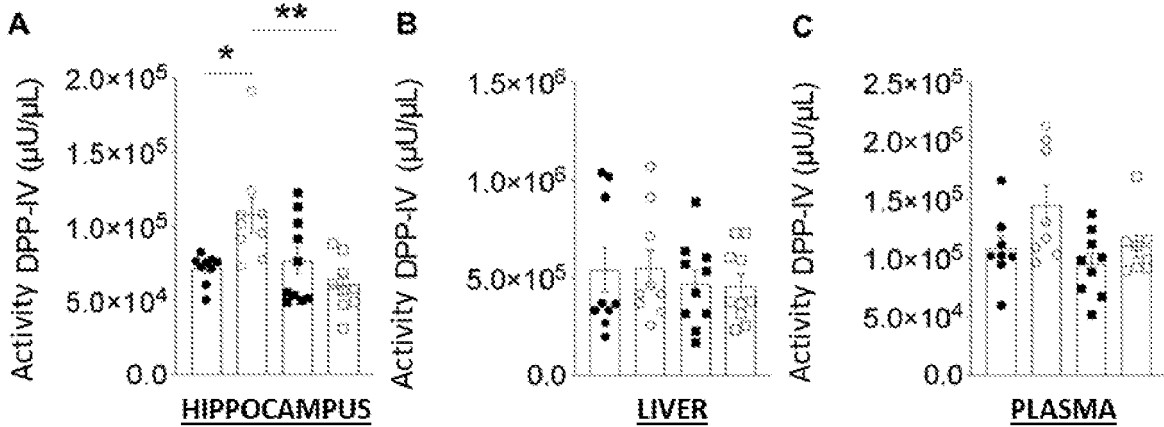 A
*
**
Activity DPP-IV (µU/µL)
2.0×10⁵
1.5×10⁵
1.0×10⁵
5.0×10⁴
0.0
HIPPOCAMPUS
B
Activity DPP-IV (µU/µL)
1.5×10⁶
1.0×10⁶
5.0×10⁵
0.0
LIVER
C
Activity DPP-IV (µU/µL)
2.5×10⁵
2.0×10⁵
1.5×10⁵
1.0×10⁵
5.0×10⁴
0.0
PLASMA